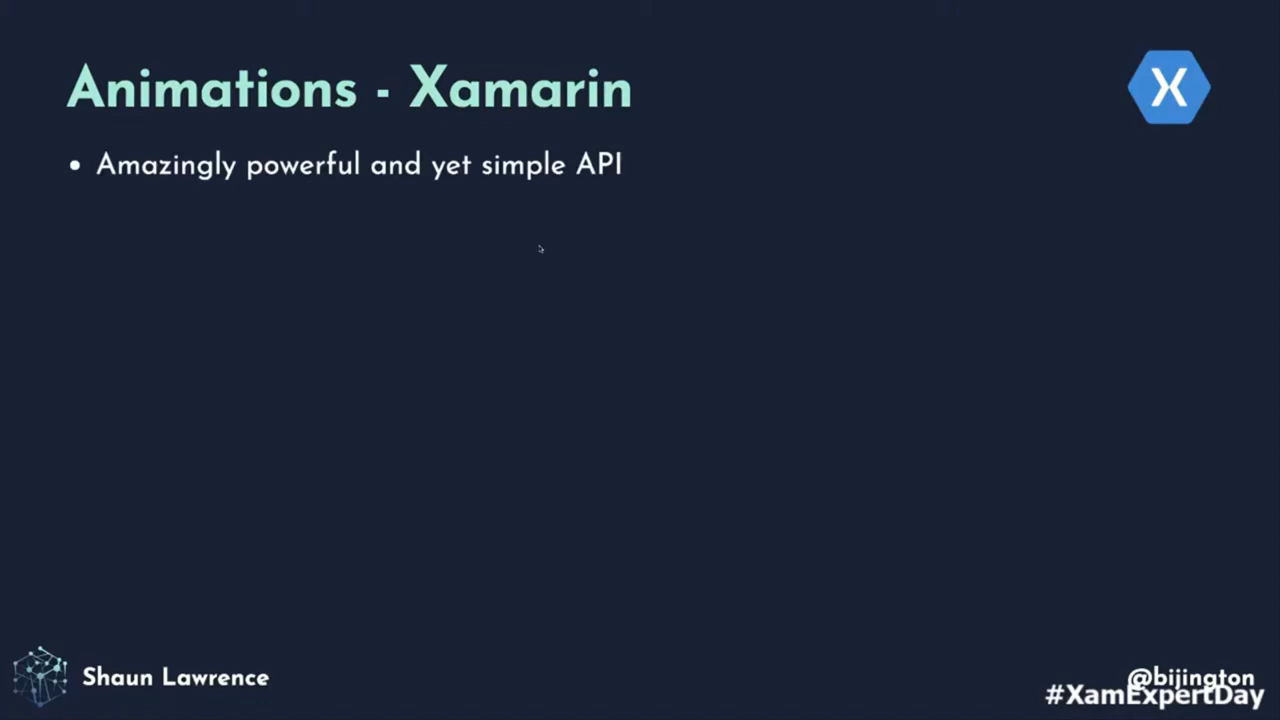 Animations - Xamarin
X
• Amazingly powerful and yet simple API
Shaun Lawrence
@bijington
#XamExpertDay